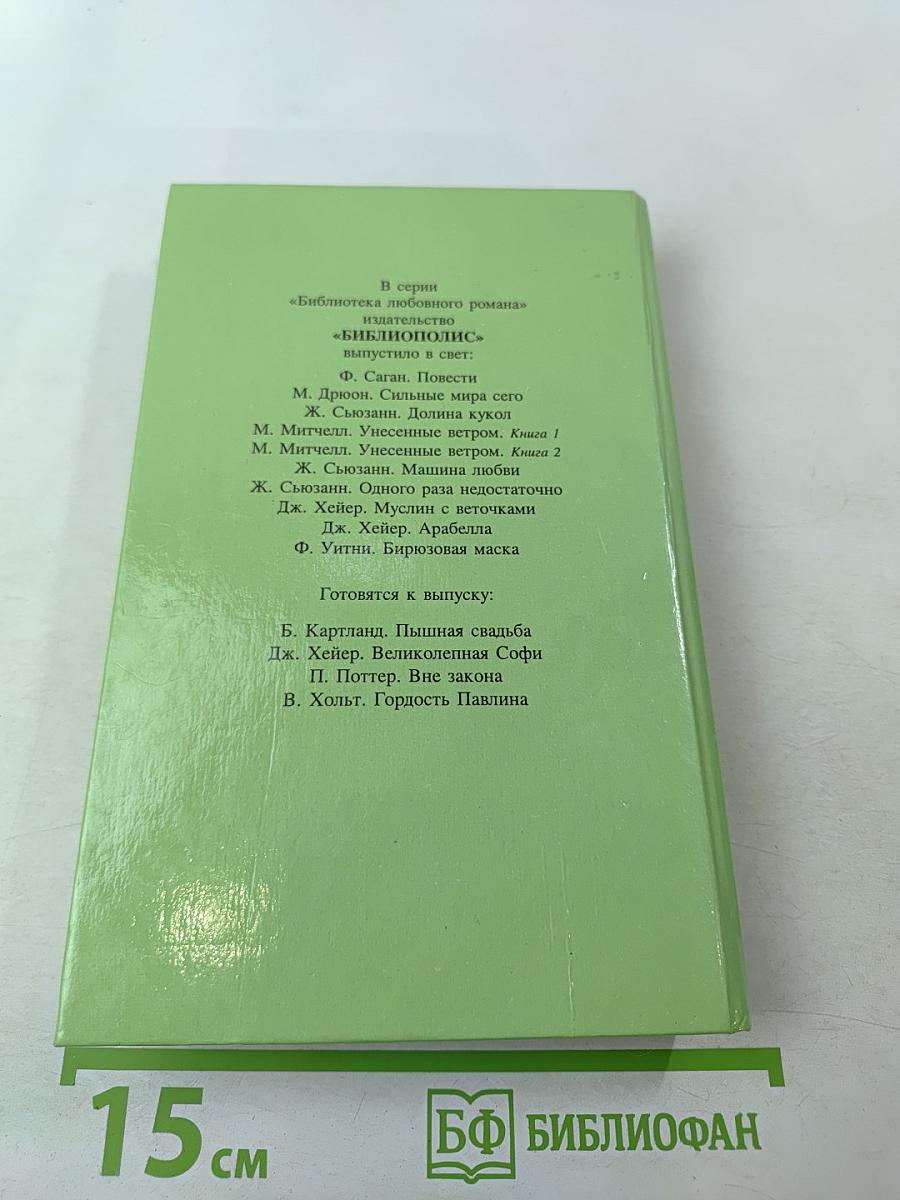 В серии
«Библиотека любовного романа»
издательство
«БИБЛИОПОЛИС»
выпустило в свет:
Ф. Саган. Повести
М. Дрюон. Сильные мира сего
Ж. Сьюзанн. Долина кукол
М. Митчелл. Унесенные ветром. Книга 1
М. Митчелл. Унесенные ветром. Книга 2
Ж. Сьюзанн. Машина любви
Ж. Сьюзанн. Одного раза недостаточно
Дж. Хейер. Муслин с веточками
Дж. Хейер. Арабелла
Ф. Уитни. Бирюзовая маска
Готовятся к выпуску:
Б. Картланд. Пышная свадьба
Дж. Хейер. Великолепная Софи
П. Поттер. Вне закона
В. Хольт. Гордость Павлина
15 см
БФ БИБЛИОФАН